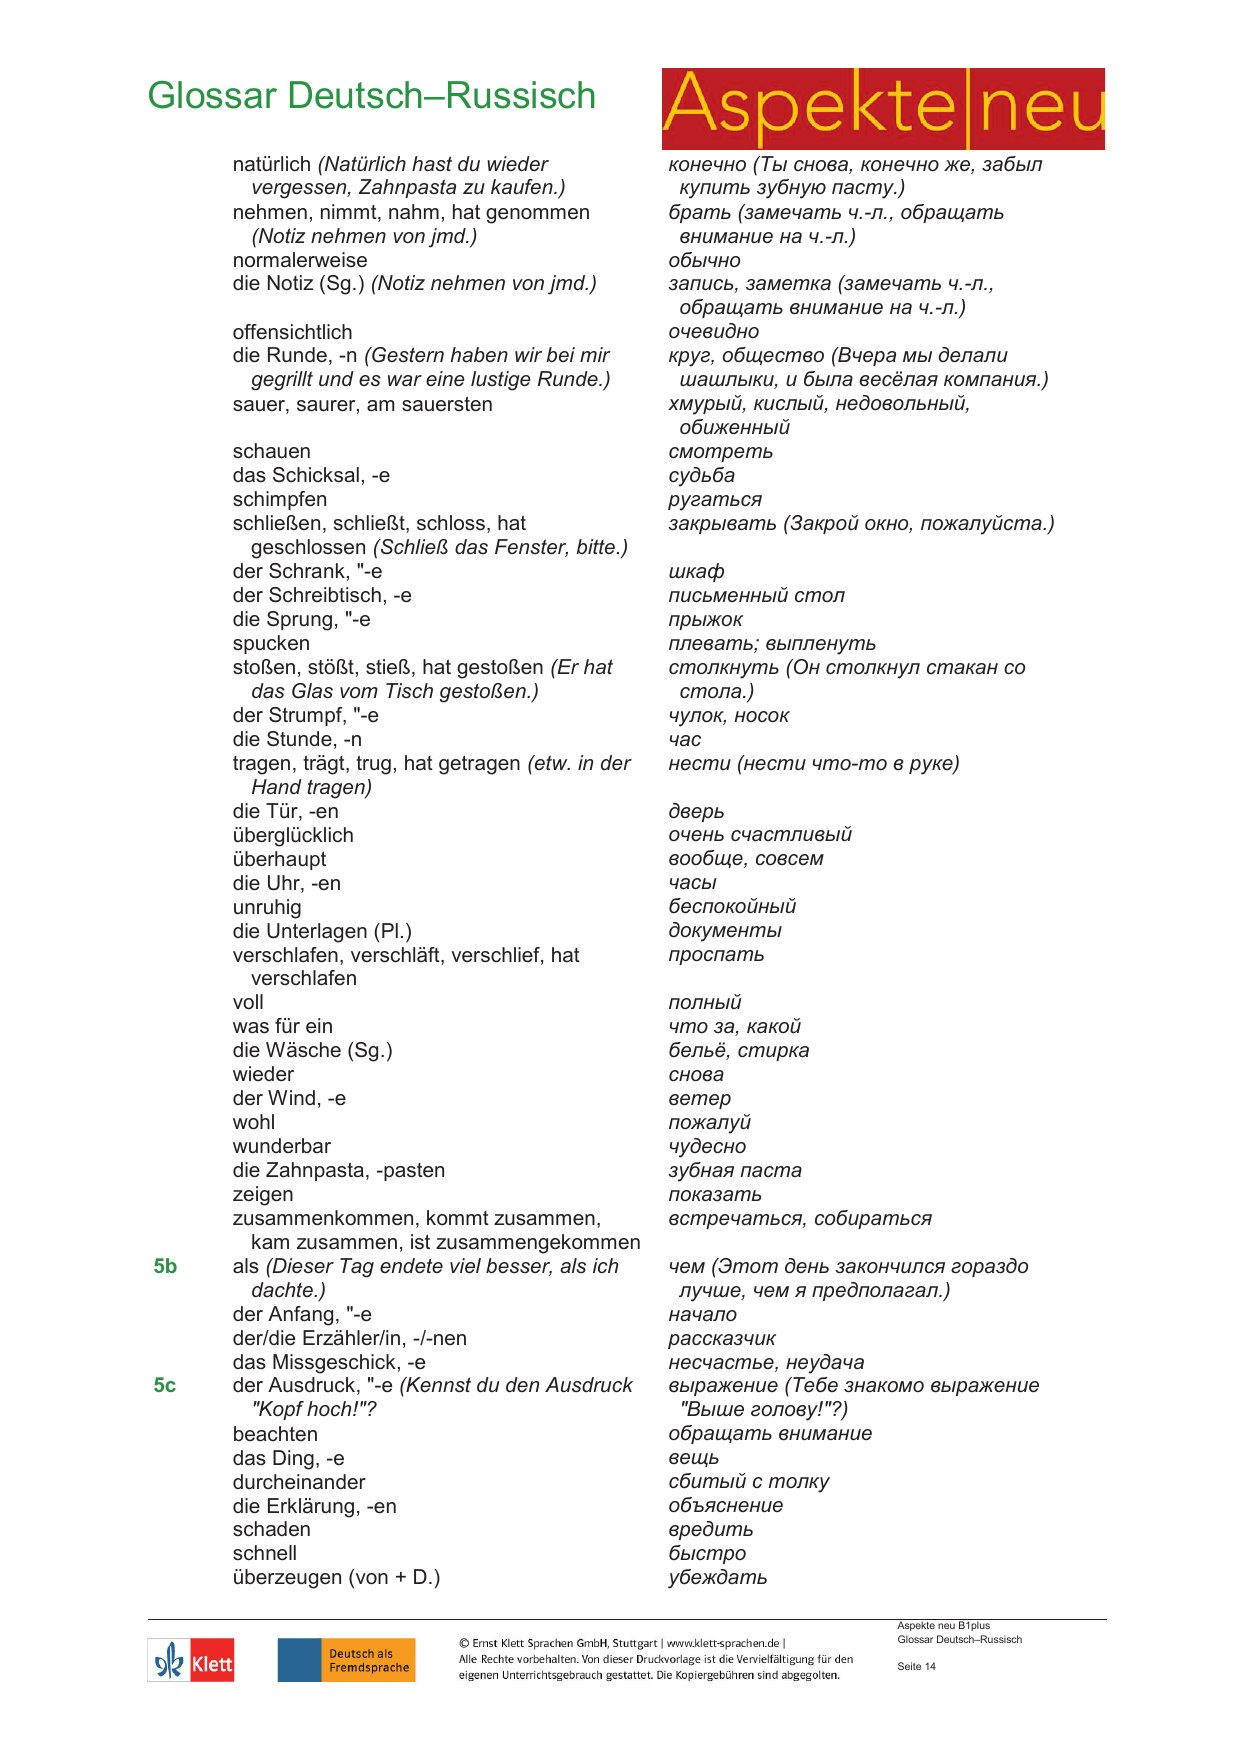 Glossar Deutsch–Russisch
Aspekte|neu
natürlich (Natürlich hast du wieder конечно (Ты снова, конечно же, забыл
vergessen, Zahnpasta zu kaufen.) купить зубную пасту.)
nehmen, nimmt, nahm, hat genommen брать (замечать ч.-л., обращать
(Notiz nehmen von jmd.) внимание на ч.-л.)
normalerweise обычно
die Notiz (Sg.) (Notiz nehmen von jmd.) запись, заметка (замечать ч.-л.,
обращать внимание на ч.-л.)
offensichtlich очевидно
die Runde, -n (Gestern haben wir bei mir круг, общество (Вчера мы делали
gegrillt und es war eine lustige Runde.) шашлыки, и была весёлая компания.)
sauer, saurer, am sauersten хмурый, кислый, недовольный,
обиженный
schauen смотреть
das Schicksal, -e судьба
schimpfen ругаться
schließen, schließt, schloss, hat закрывать (Закрой окно, пожалуйста.)
geschlossen (Schließ das Fenster, bitte.)
der Schrank, "-e шкаф
der Schreibtisch, -e письменный стол
die Sprung, "-e прыжок
spucken плевать; выпленуть
stoßen, stößt, stieß, hat gestoßen (Er hat столкнуть (Он столкнул стакан со
das Glas vom Tisch gestoßen.) стола.)
der Strumpf, "-e чулок, носок
die Stunde, -n час
tragen, trägt, trug, hat getragen (etw. in der нести (нести что-то в руке)
Hand tragen)
die Tür, -en дверь
überglücklich очень счастливый
überhaupt вообще, совсем
die Uhr, -en часы
unruhig беспокойный
die Unterlagen (Pl.) документы
verschlafen, verschläft, verschlief, hat проспать
verschlafen
voll полный
was für ein что за, какой
die Wäsche (Sg.) бельё, стирка
wieder снова
der Wind, -e ветер
wohl пожалуй
wunderbar чудесно
die Zahnpasta, -pasten зубная паста
zeigen показать
zusammenkommen, kommt zusammen, встречаться, собираться
kam zusammen, ist zusammengekommen
5b als (Dieser Tag endete viel besser, als ich чем (Этот день закончился гораздо
dachte.) лучше, чем я предполагал.)
der Anfang, "-e начало
der/die Erzähler/in, -/-nen рассказчик
das Missgeschick, -e несчастье, неудача
5c der Ausdruck, "-e (Kennst du den Ausdruck выражение (Тебе знакомо выражение
"Kopf hoch!"? "Выше голову!"?)
beachten обращать внимание
das Ding, -e вещь
durcheinander сбитый с толку
die Erklärung, -en объяснение
schaden вредить
schnell быстро
überzeugen (von + D.) убеждать
Klett
Deutsch als
Fremdsprache
© Ernst Klett Sprachen GmbH, Stuttgart | www.klett-sprachen.de |
Alle Rechte vorbehalten. Von dieser Druckvorlage ist die Vervielfältigung für den
eigenen Unterrichtsgebrauch gestattet. Die Kopiergebühren sind abgegolten.
Aspekte neu B1plus
Glossar Deutsch–Russisch
Seite 14